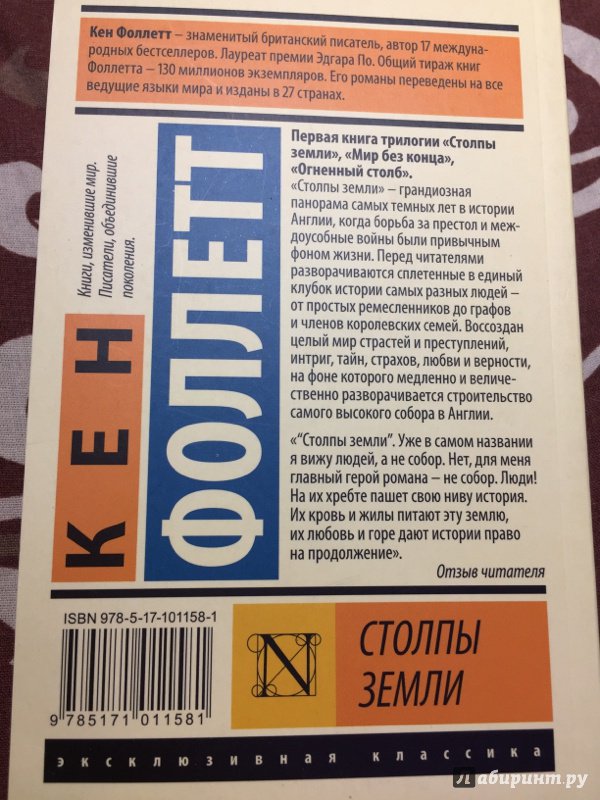 Кен Фоллетт – знаменитый британский писатель, автор 17 междуна-
родных бестселлеров. Лауреат премии Эдгара По. Общий тираж книг
Фоллетта – 130 миллионов экземпляров. Его романы переведены на все
ведущие языки мира и изданы в 27 странах.
Книги, изменившие мир.
Писатели, объединившие
поколения.
КЕН
ФОЛЛЕТТ
Первая книга трилогии «Столпы
земли», «Мир без конца»,
«Огненный столб».
«Столпы земли» – грандиозная
панорама самых темных лет в истории
Англии, когда борьба за престол и меж-
доусобные войны были привычным
фоном жизни. Перед читателями
разворачиваются сплетенные в единый
клубок истории самых разных людей –
от простых ремесленников до графов
и членов королевских семей. Воссоздан
целый мир страстей и преступлений,
интриг, тайн, страхов, любви и верности,
на фоне которого медленно и величе-
ственно разворачивается строительство
самого высокого собора в Англии.
«"Столпы земли". Уже в самом названии
я вижу людей, а не собор. Нет, для меня
главный герой романа – не собор. Люди!
На их хребте пашет свою ниву история.
Их кровь и жилы питают эту землю,
их любовь и горе дают истории право
на продолжение».
Отзыв читателя
ISBN 978-5-17-101158-1
9 785171 011581
N
СТОЛПЫ
ЗЕМЛИ
эксклюзивная классика
Лабиринт.ру